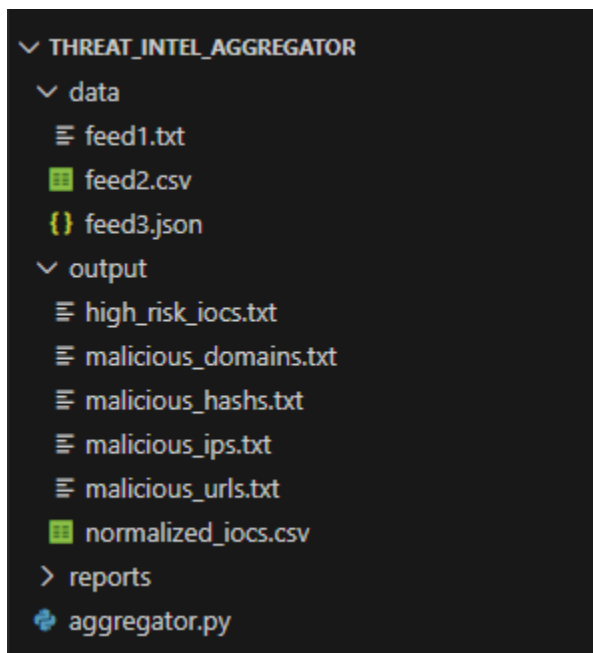 THREAT_INTEL_AGGREGATOR
data
feed1.txt
feed2.csv
feed3.json
output
high_risk_iocs.txt
malicious_domains.txt
malicious_hashs.txt
malicious_ips.txt
malicious_urls.txt
normalized_iocs.csv
reports
aggregator.py